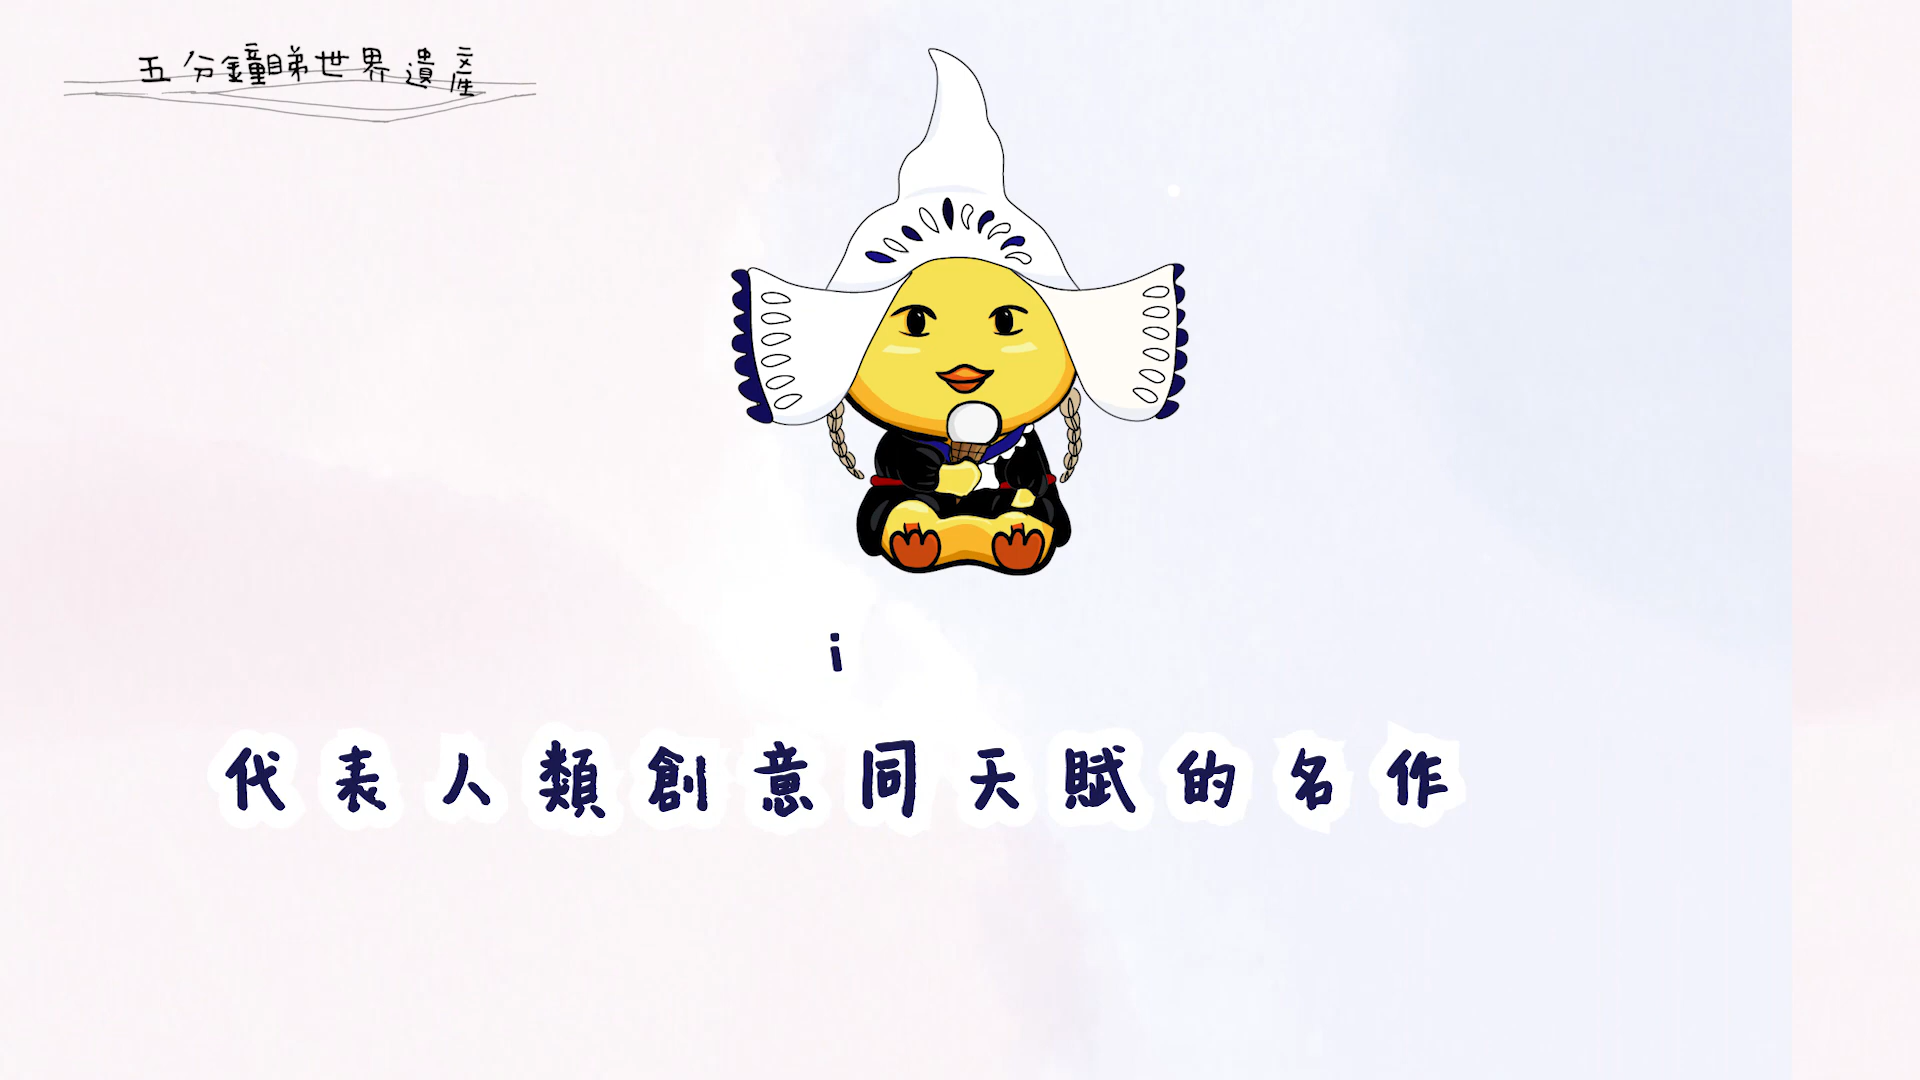 五分鐘睇世界遺產
i
代表人類創意同天賦的名作